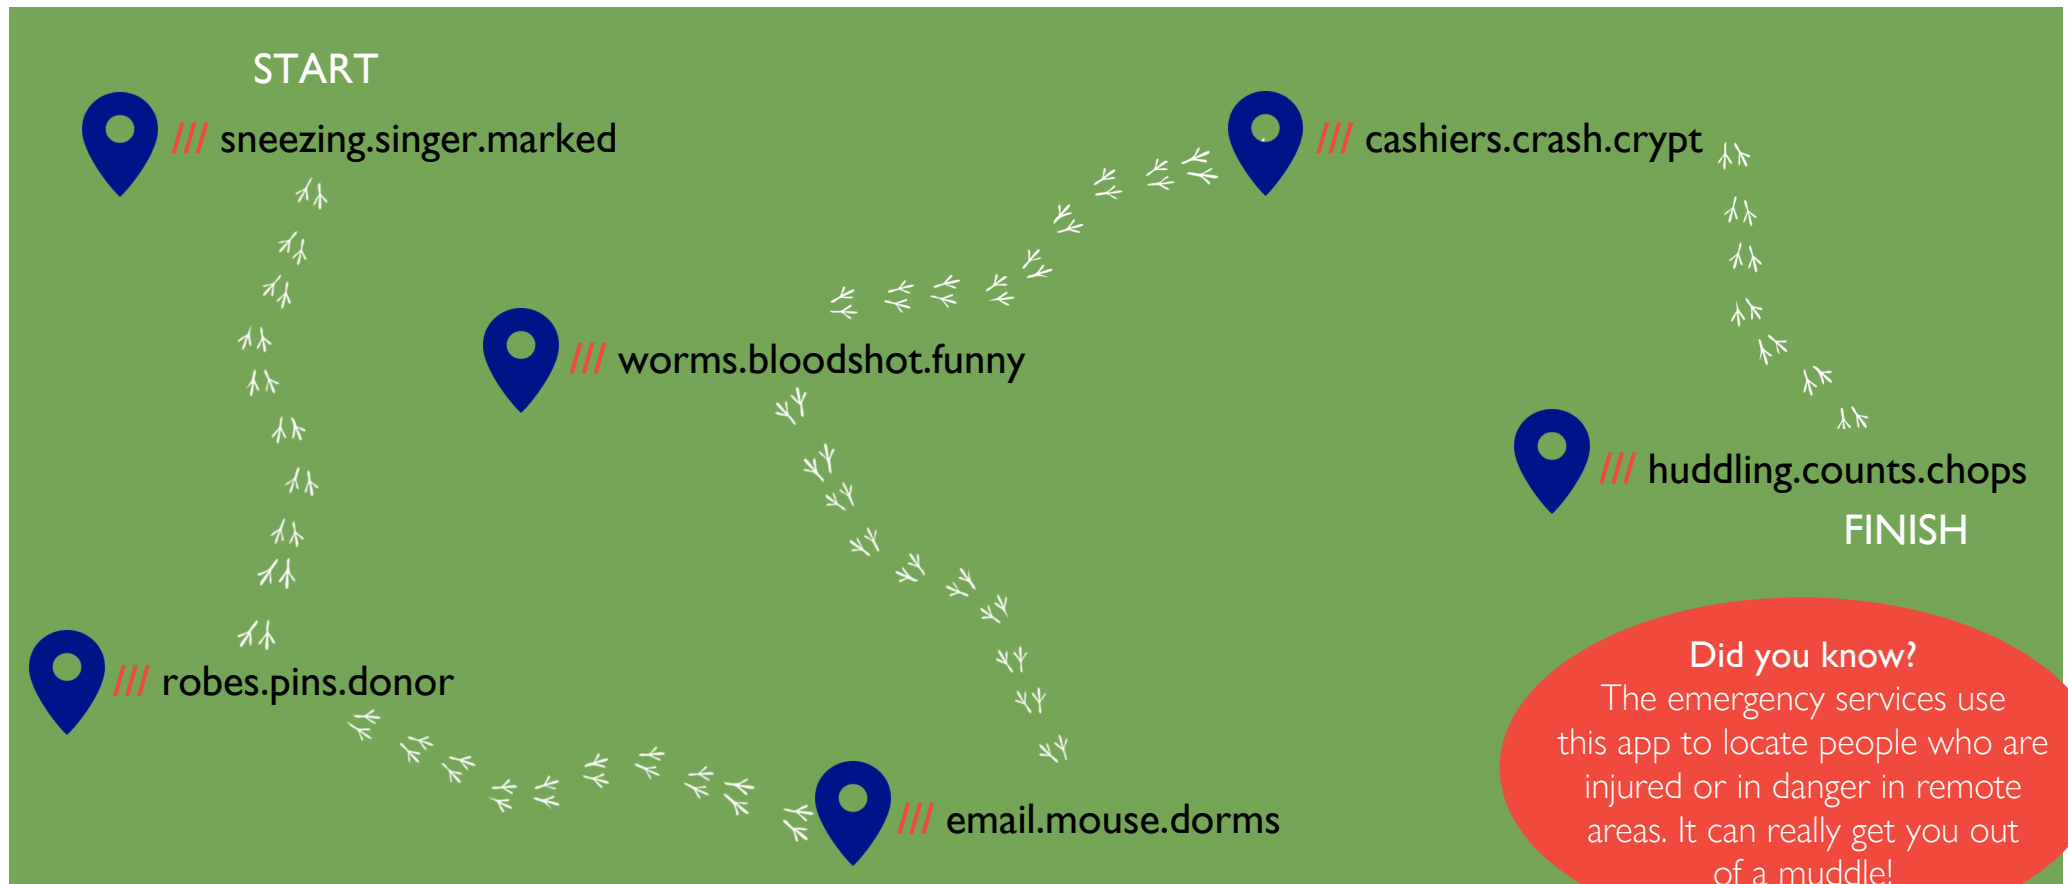 START
/// sneezing.singer.marked
/// cashiers.crash.crypt
/// worms.bloodshot.funny
/// huddling.counts.chops
FINISH
/// robes.pins.donor
/// email.mouse.dorms
Did you know?
The emergency services use
this app to locate people who are
injured or in danger in remote
areas. It can really get you out
of a muddle!